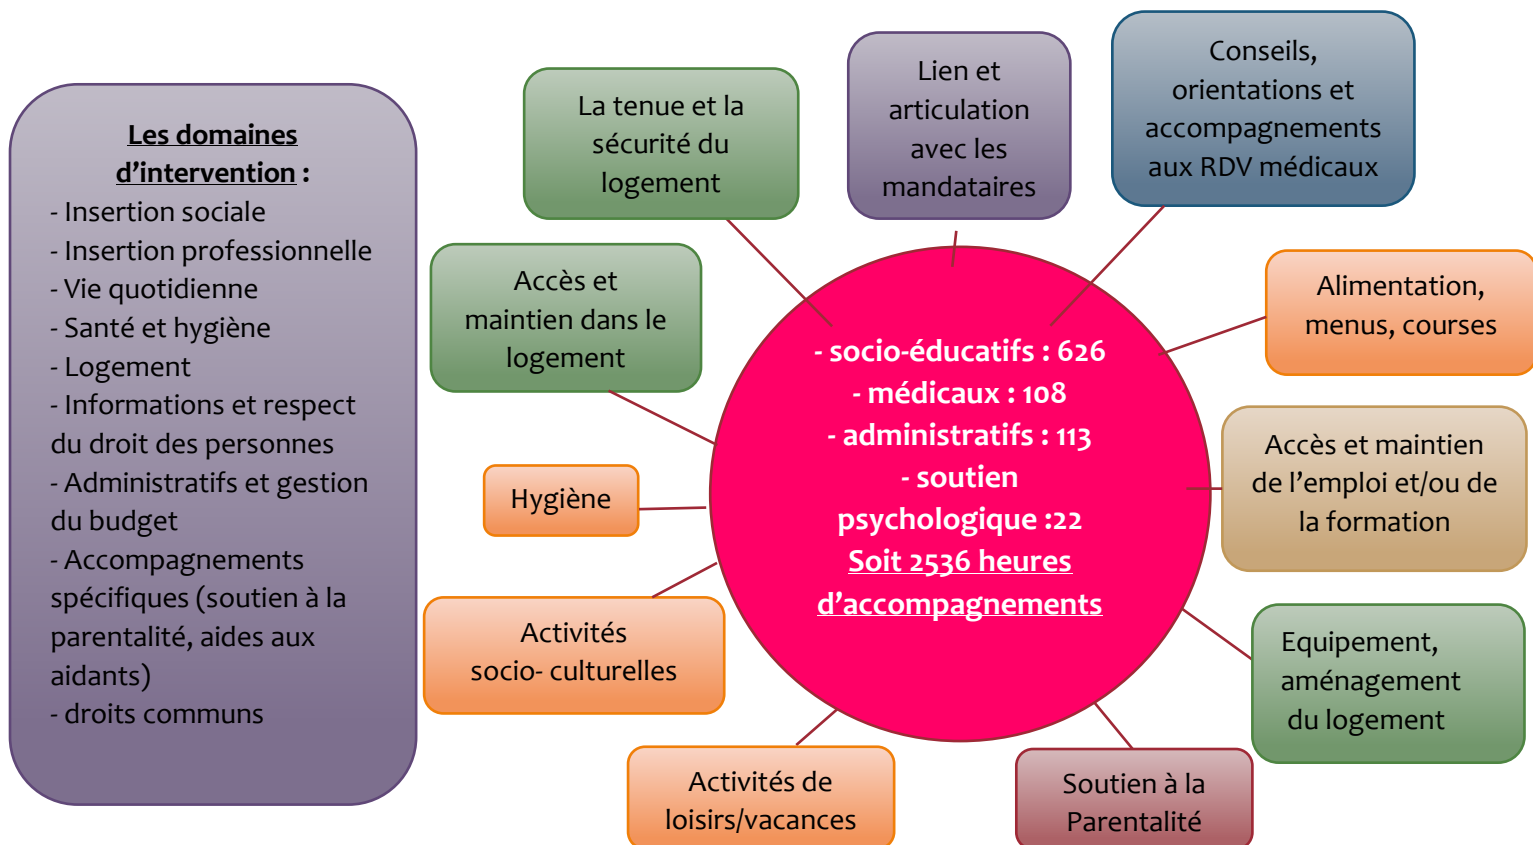 Les domaines
d’intervention :
- Insertion sociale
- Insertion professionnelle
- Vie quotidienne
- Santé et hygiène
- Logement
- Informations et respect
du droit des personnes
- Administratifs et gestion
du budget
- Accompagnements
spécifiques (soutien à la
parentalité, aides aux
aidants)
- droits communs
La tenue et la
sécurité du
logement
Lien et
articulation
avec les
mandataires
Conseils,
orientations et
accompagnements
aux RDV médicaux
Accès et
maintien dans le
logement
Alimentation,
menus, courses
- socio-éducatifs : 626
- médicaux : 108
- administratifs : 113
- soutien
psychologique :22
Soit 2536 heures
d’accompagnements
Accès et maintien
de l’emploi et/ou de
la formation
Hygiène
Activités
socio- culturelles
Equipement,
aménagement
du logement
Activités de
loisirs/vacances
Soutien à la
Parentalité